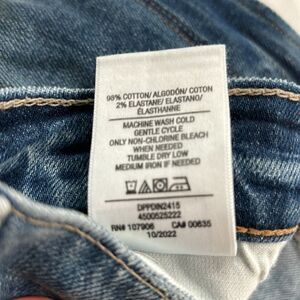 98% COTTON/ ALGODÓN/ COTON
2% ELASTANE/ ELASTANO/
ÉLASTHANNE
MACHINE WASH COLD
GENTLE CYCLE
ONLY NON-CHLORINE BLEACH
WHEN NEEDED
TUMBLE DRY LOW
MEDIUM IRON IF NEEDED
DPPDIN2415
4500525222
RN# 107906 CA# 00835
10/2022